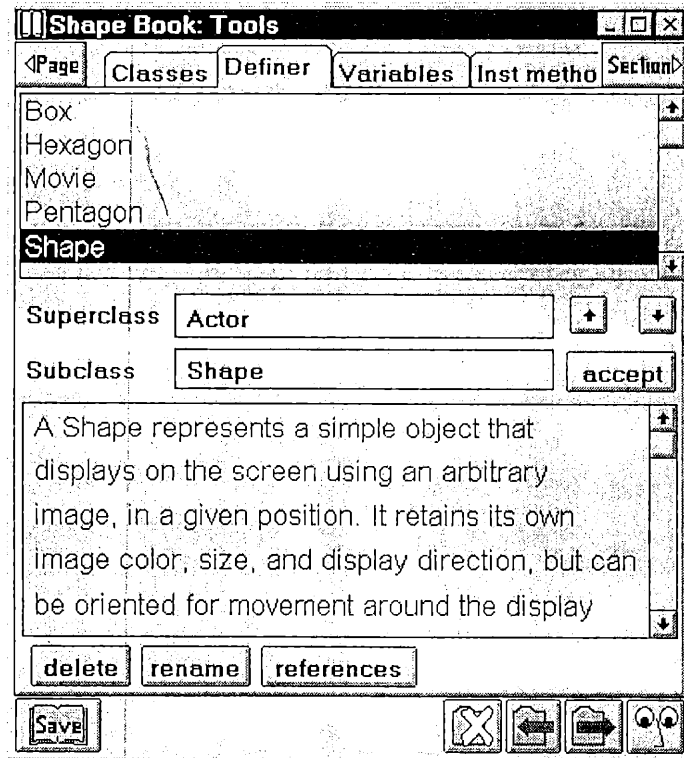 Shape Book: Tools
Page Classes Definer Variables Inst metho Section
Box
Hexagon
Movie
Pentagon
Shape
Superclass Actor
Subclass Shape accept
A Shape represents a simple object that
displays on the screen using an arbitrary
image, in a given position. It retains its own
image color, size, and display direction, but can
be oriented for movement around the display
delete rename references
Save